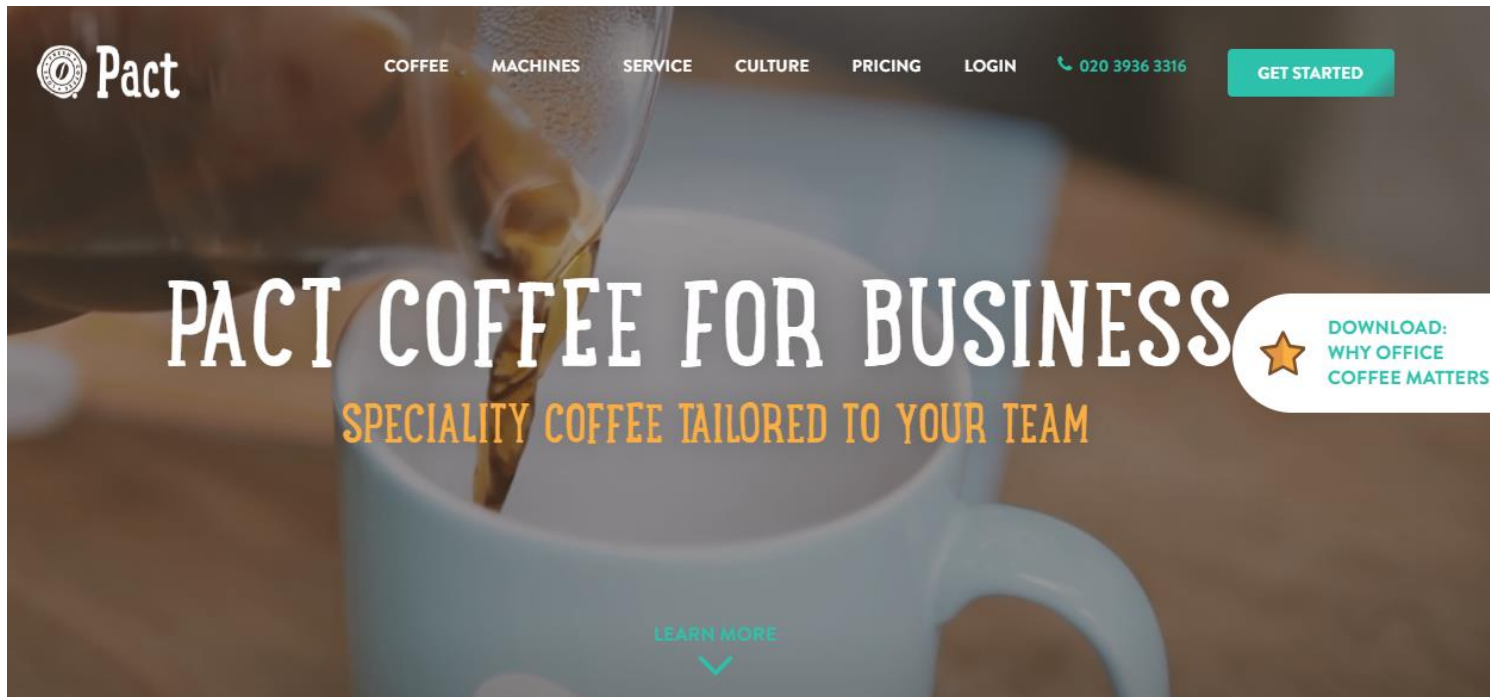 Pact
COFFEE MACHINES SERVICE CULTURE PRICING LOGIN 020 3936 3316 GET STARTED
PACT COFFEE FOR BUSINESS
SPECIALITY COFFEE TAILORED TO YOUR TEAM
DOWNLOAD:
WHY OFFICE
COFFEE MATTERS
LEARN MORE